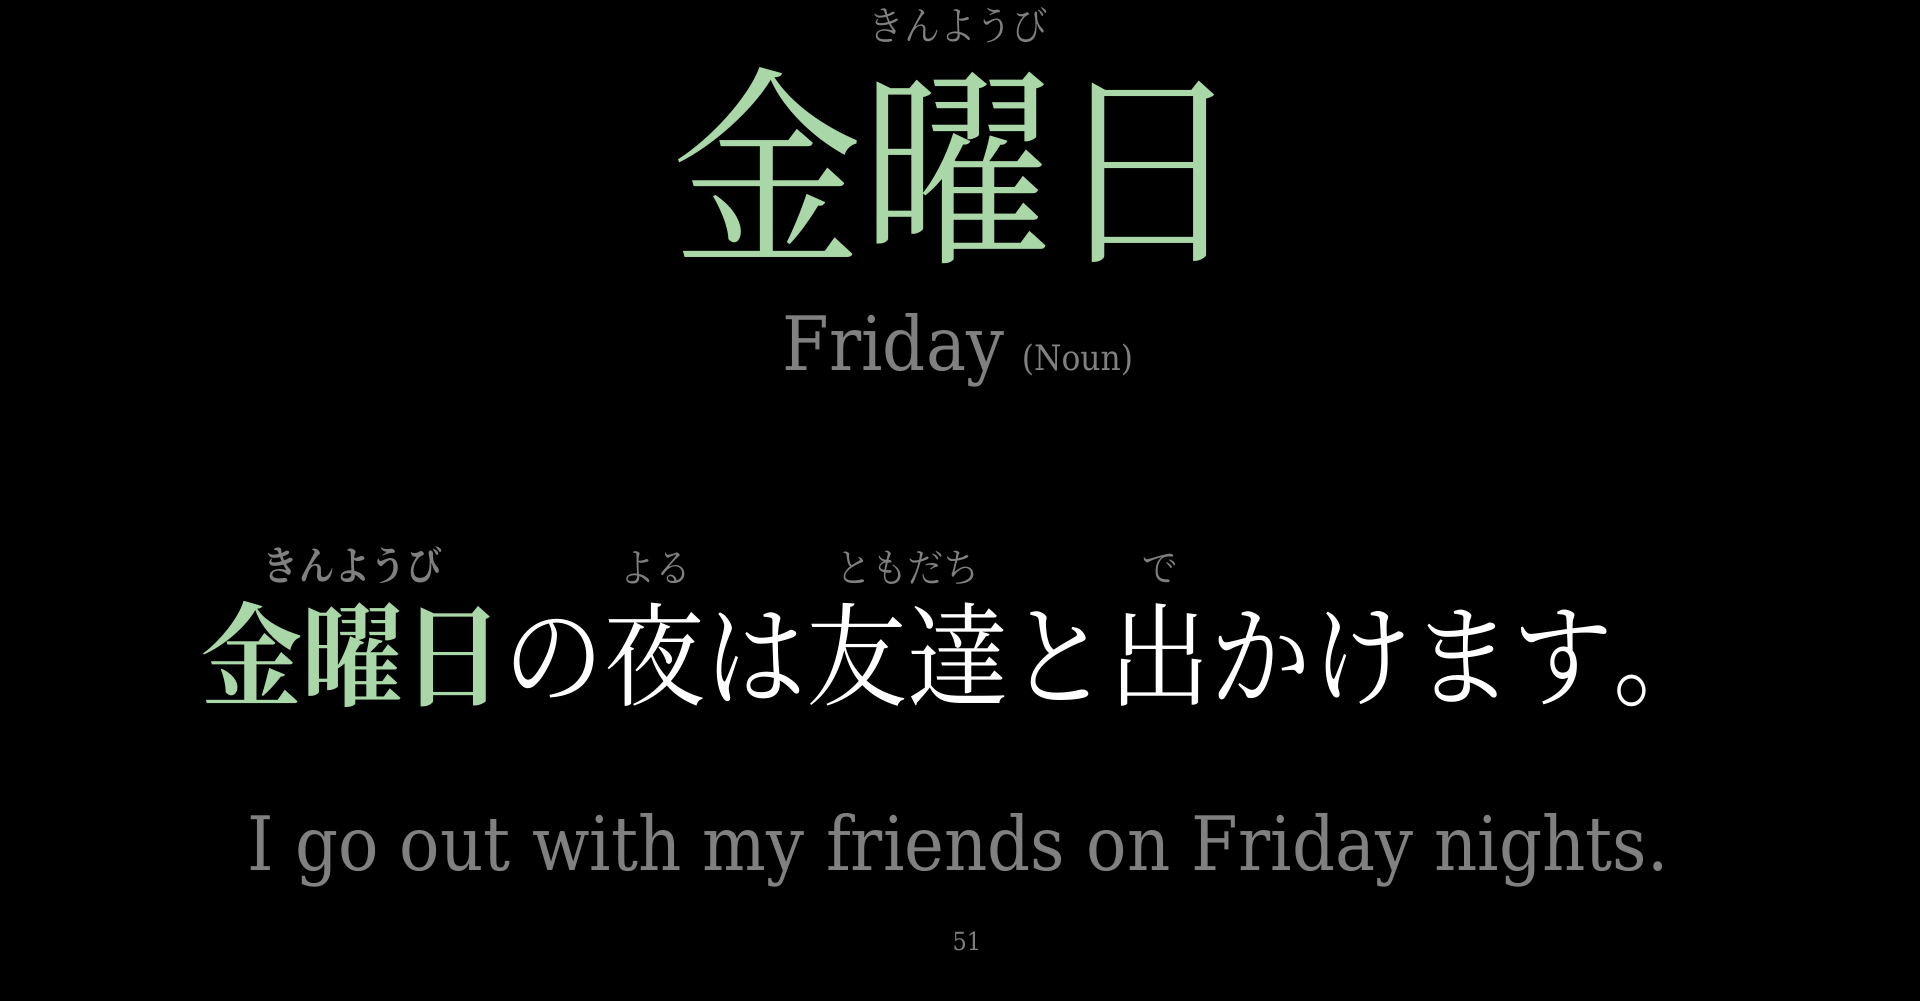 きんようび
金曜日
Friday (Noun)
きんようび よる ともだち で
金曜日の夜は友達と出かけます。
I go out with my friends on Friday nights.
51